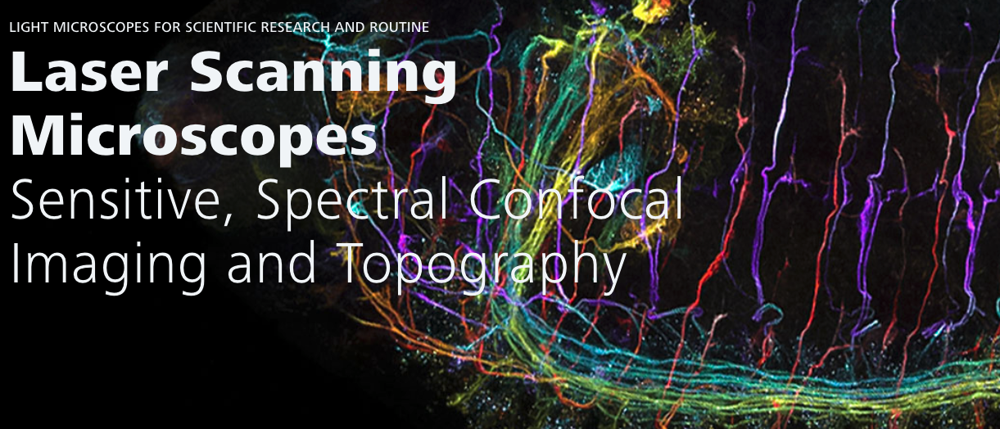 LIGHT MICROSCOPES FOR SCIENTIFIC RESEARCH AND ROUTINE
Laser Scanning
Microscopes
Sensitive, Spectral Confocal
Imaging and Topography